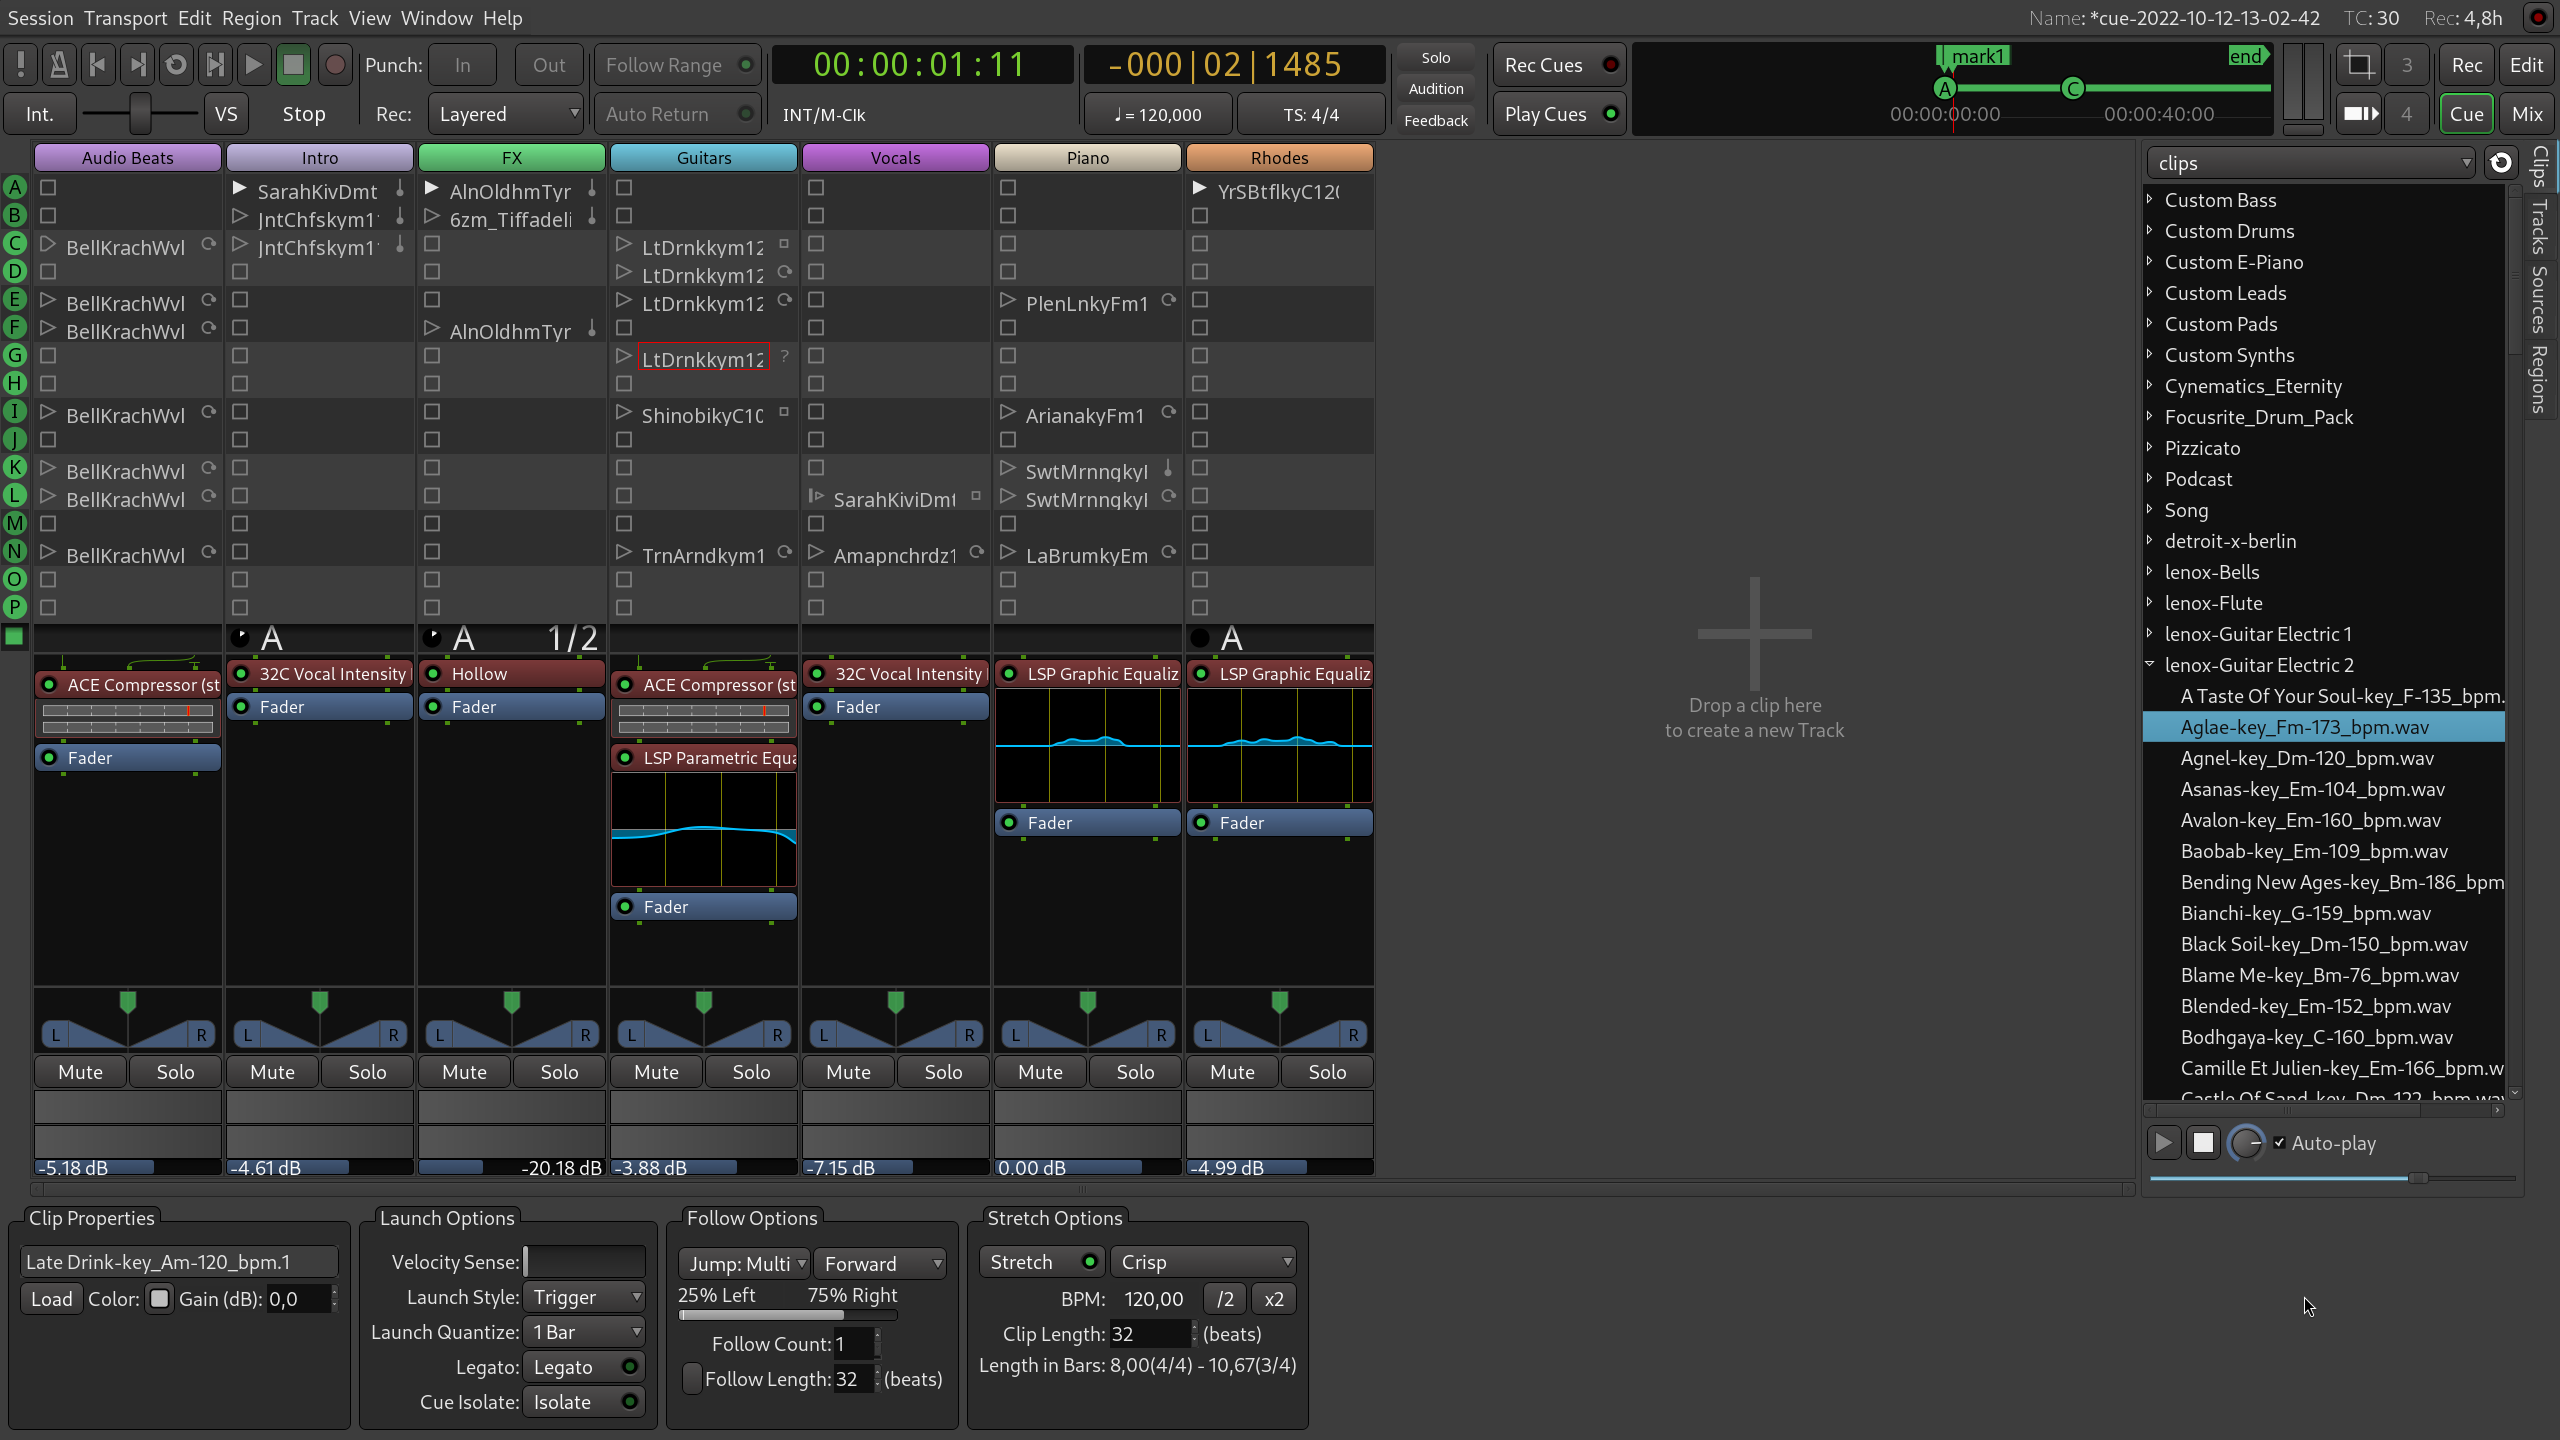 Session Transport Edit Region Track View Window Help
Name: *cue-2022-10-12-13-02-42 TC: 30 Rec: 4,8h
Punch: In Out Follow Range
00:00:01:11
-000|02|1485
Solo
Audition
Feedback
Rec Cues
Play Cues
mark1
end
A C
00:00:00:00 00:00:40:00
3 Rec Edit
4 Cue Mix
Int. VS Stop Rec: Layered Auto Return
INT/M-Clk
♩ = 120,000
TS: 4/4
Audio Beats Intro FX Guitars Vocals Piano Rhodes
A SarahKivDmt AlnOldhmTyr YrSBtflkyC120
B JntChfskym1 6zm_Tiffadeli
C BellKrachWvl JntChfskym1 LtDrnkkym12
D LtDrnkkym12
E BellKrachWvl LtDrnkkym12 PlenLnkyFm1
F BellKrachWvl AlnOldhmTyr
G LtDrnkkym12 ?
H
I BellKrachWvl ShinobikyC10 ArianakyFm1
J
K BellKrachWvl SwtMrnngkyl
L BellKrachWvl SarahKiviDmt SwtMrnngkyl
M
N BellKrachWvl TrnArndkym1 Amapnchrdz1 LaBrumkyEm
O
P
A A 1/2 A
ACE Compressor (st 32C Vocal Intensity Hollow ACE Compressor (st 32C Vocal Intensity LSP Graphic Equaliz LSP Graphic Equaliz
Fader Fader Fader
Fader LSP Parametric Equa
Fader Fader
Fader
L R L R L R L R L R L R L R
Mute Solo Mute Solo Mute Solo Mute Solo Mute Solo Mute Solo Mute Solo
-5.18 dB -4.61 dB -20.18 dB -3.88 dB -7.15 dB 0.00 dB -4.99 dB
Drop a clip here
to create a new Track
clips
Custom Bass
Custom Drums
Custom E-Piano
Custom Leads
Custom Pads
Custom Synths
Cynematics_Eternity
Focusrite_Drum_Pack
Pizzicato
Podcast
Song
detroit-x-berlin
lenox-Bells
lenox-Flute
lenox-Guitar Electric 1
lenox-Guitar Electric 2
A Taste Of Your Soul-key_F-135_bpm.
Aglae-key_Fm-173_bpm.wav
Agnel-key_Dm-120_bpm.wav
Asanas-key_Em-104_bpm.wav
Avalon-key_Em-160_bpm.wav
Baobab-key_Em-109_bpm.wav
Bending New Ages-key_Bm-186_bpm
Bianchi-key_G-159_bpm.wav
Black Soil-key_Dm-150_bpm.wav
Blame Me-key_Bm-76_bpm.wav
Blended-key_Em-152_bpm.wav
Bodhgaya-key_C-160_bpm.wav
Camille Et Julien-key_Em-166_bpm.w
Castle Of Sand-key_Dm-122_bpm.wav
Auto-play
Clips
Tracks
Sources
Regions
Clip Properties
Late Drink-key_Am-120_bpm.1
Load Color: Gain (dB): 0,0
Launch Options
Velocity Sense:
Launch Style: Trigger
Launch Quantize: 1 Bar
Legato: Legato
Cue Isolate: Isolate
Follow Options
Jump: Multi Forward
25% Left 75% Right
Follow Count: 1
Follow Length: 32 (beats)
Stretch Options
Stretch Crisp
BPM: 120,00 /2 x2
Clip Length: 32 (beats)
Length in Bars: 8,00(4/4) - 10,67(3/4)